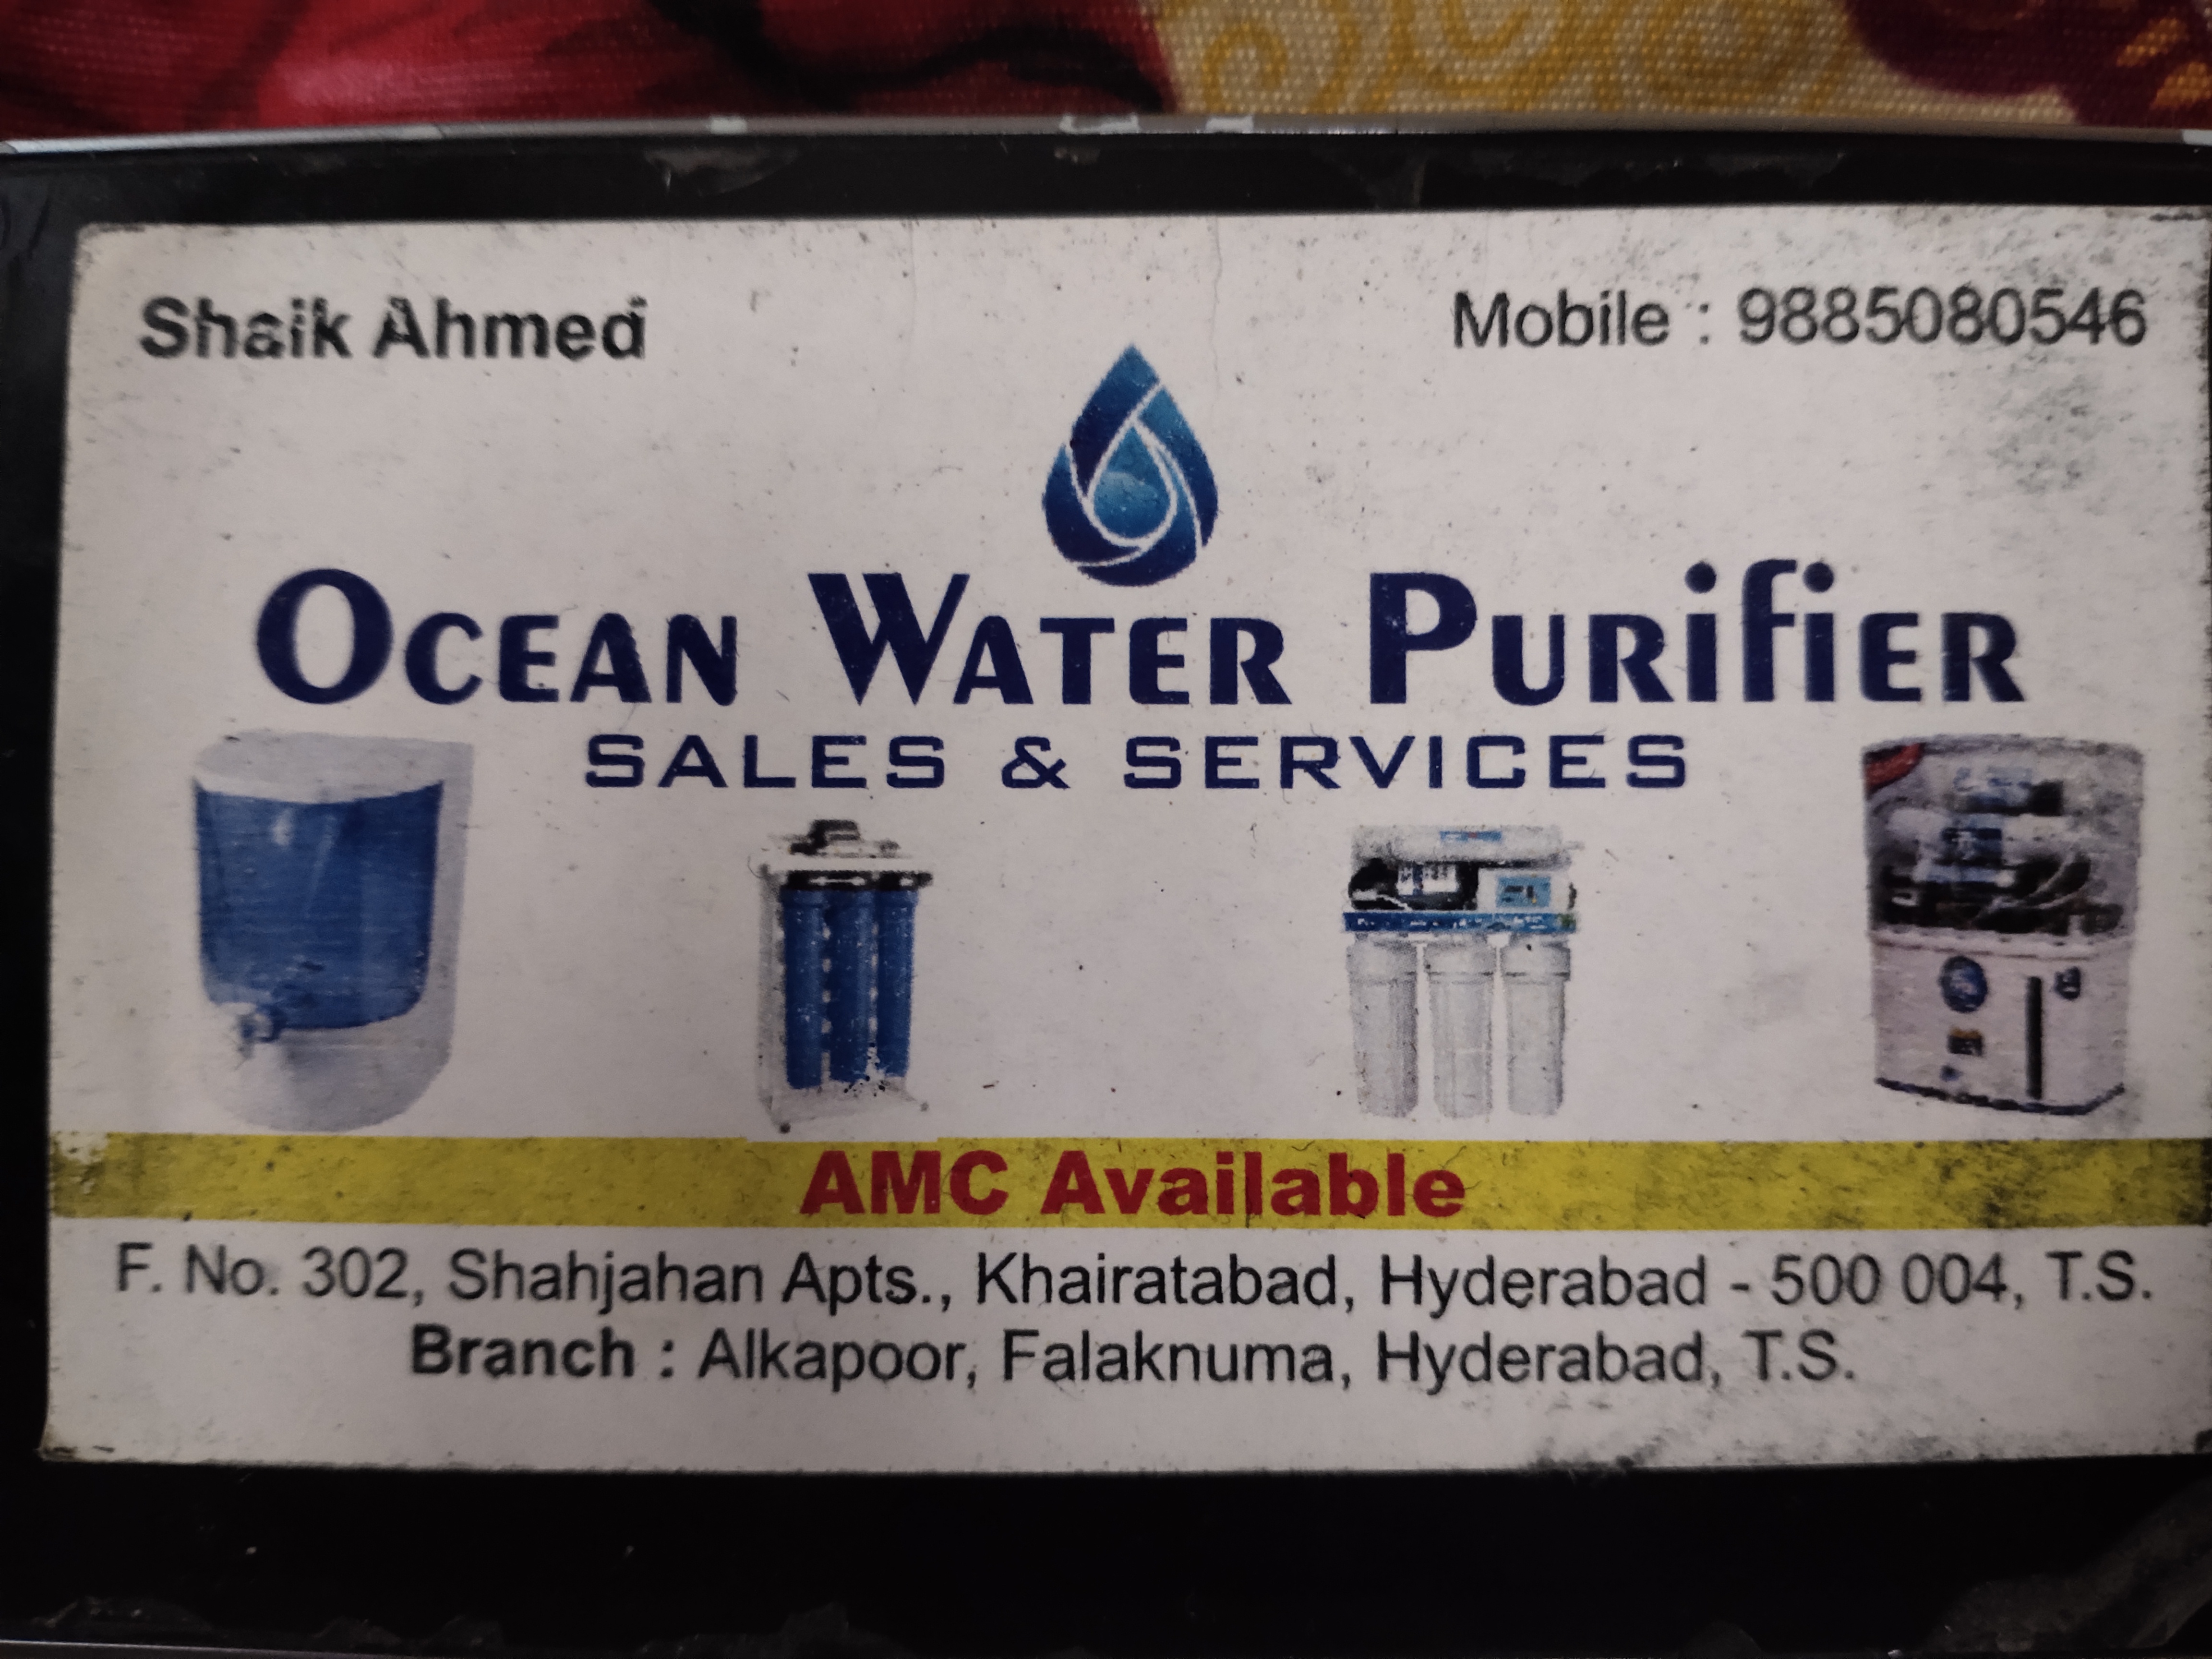 Shaik Ahmed
Mobile : 9885080546
OCEAN WATER PURifiER
SALES & SERVICES
AMC Available
F. No. 302, Shahjahan Apts., Khairatabad, Hyderabad - 500 004, T.S.
Branch : Alkapoor, Falaknuma, Hyderabad, T.S.